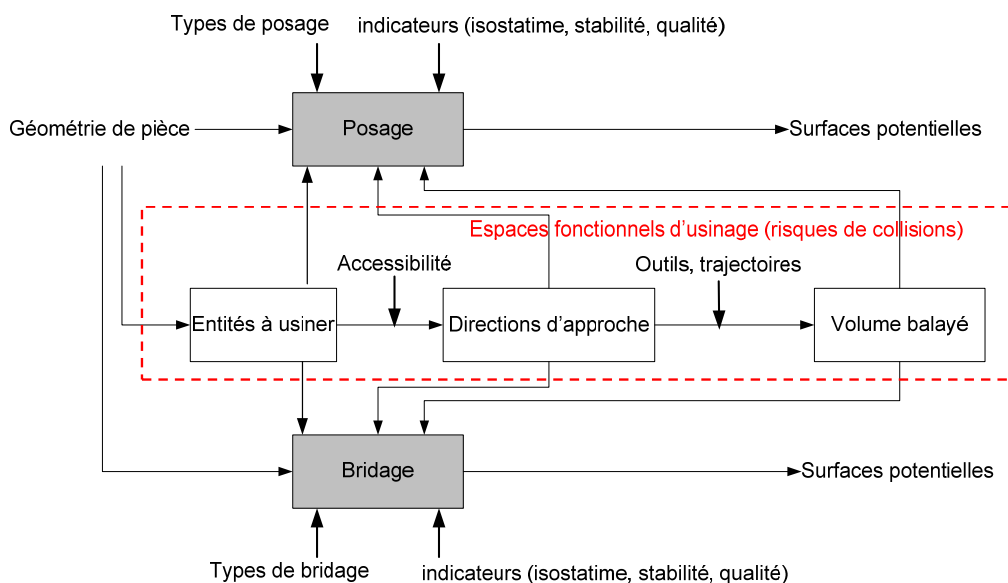 Types de posage
indicateurs (isostatime, stabilité, qualité)
Géométrie de pièce
Posage
Surfaces potentielles
Espaces fonctionnels d'usinage (risques de collisions)
Accessibilité
Outils, trajectoires
Entités à usiner
Directions d'approche
Volume balayé
Bridage
Surfaces potentielles
Types de bridage
indicateurs (isostatime, stabilité, qualité)